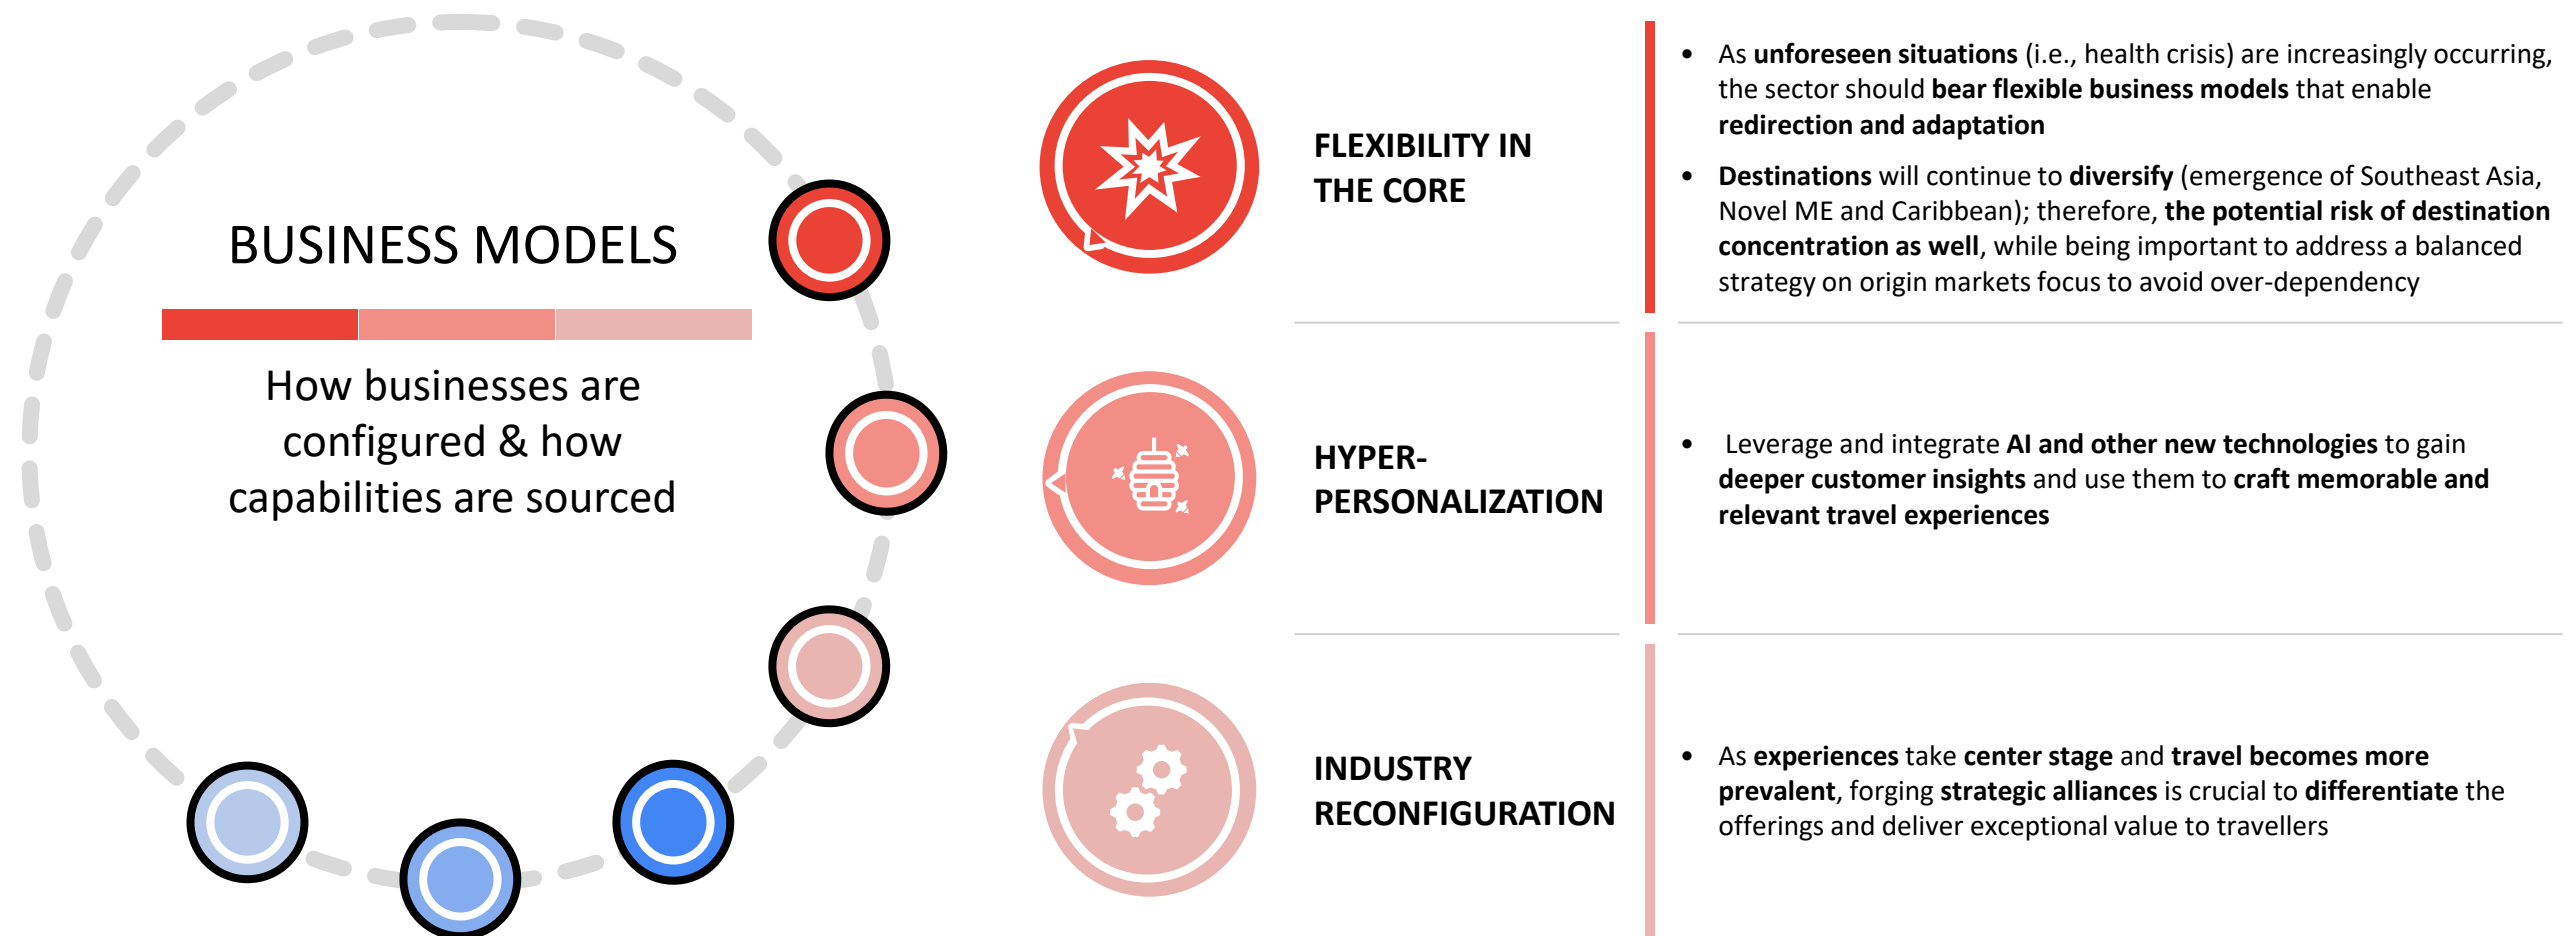 BUSINESS MODELS
How businesses are
configured & how
capabilities are sourced
FLEXIBILITY IN
THE CORE
• As unforeseen situations (i.e., health crisis) are increasingly occurring,
the sector should bear flexible business models that enable
redirection and adaptation
• Destinations will continue to diversify (emergence of Southeast Asia,
Novel ME and Caribbean); therefore, the potential risk of destination
concentration as well, while being important to address a balanced
strategy on origin markets focus to avoid over-dependency
HYPER-
PERSONALIZATION
• Leverage and integrate AI and other new technologies to gain
deeper customer insights and use them to craft memorable and
relevant travel experiences
INDUSTRY
RECONFIGURATION
• As experiences take center stage and travel becomes more
prevalent, forging strategic alliances is crucial to differentiate the
offerings and deliver exceptional value to travellers